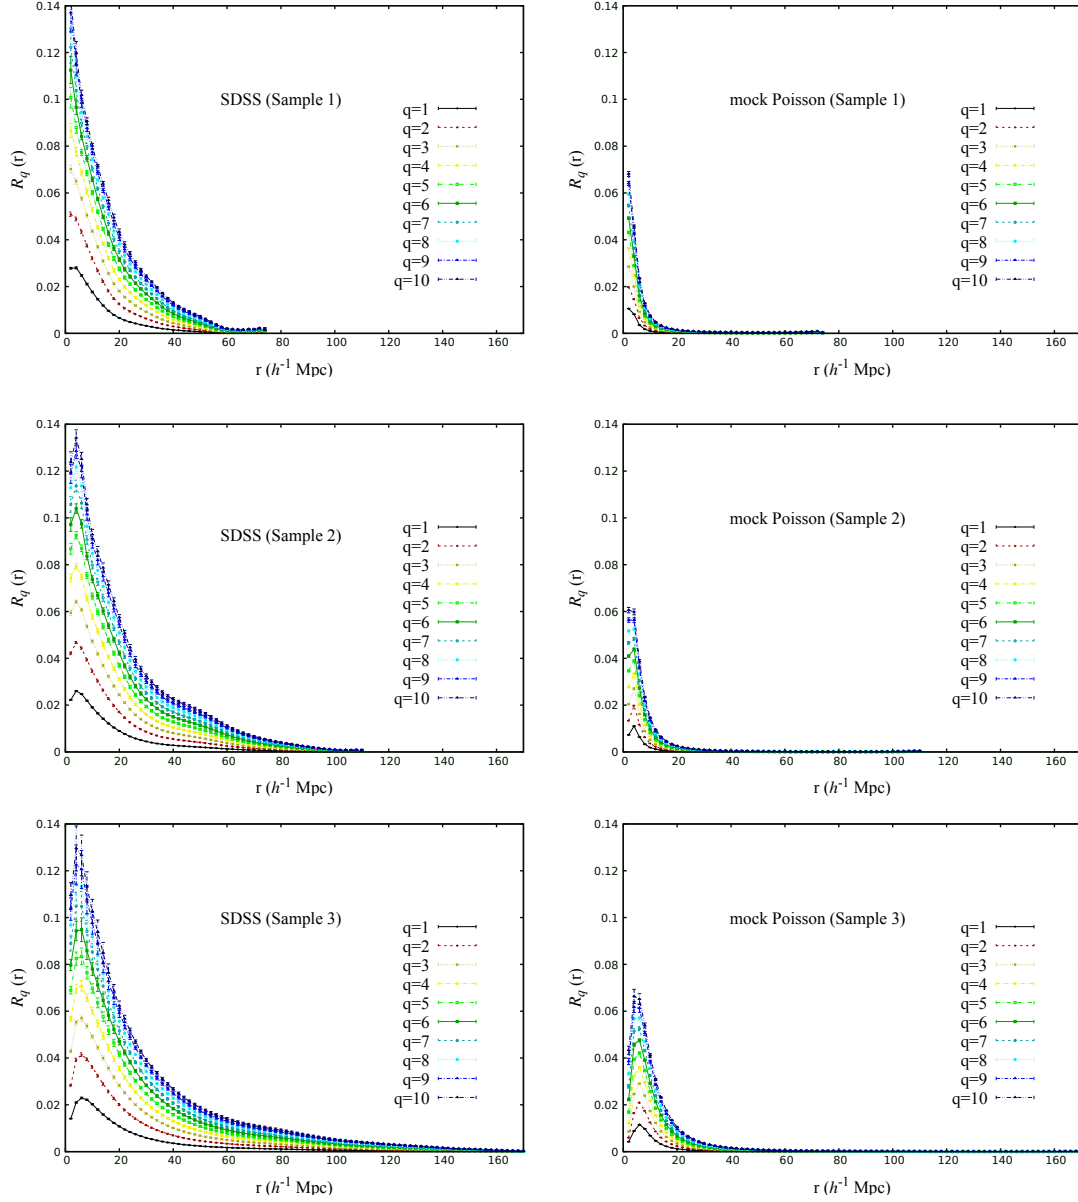 0.14
0.12
0.1
0.08
0.06
0.04
0.02
0
R_q (r)
SDSS (Sample 1)
q=1
q=2
q=3
q=4
q=5
q=6
q=7
q=8
q=9
q=10
0 20 40 60 80 100 120 140 160
r (h⁻¹ Mpc)
0.14
0.12
0.1
0.08
0.06
0.04
0.02
0
R_q (r)
mock Poisson (Sample 1)
q=1
q=2
q=3
q=4
q=5
q=6
q=7
q=8
q=9
q=10
0 20 40 60 80 100 120 140 160
r (h⁻¹ Mpc)
0.14
0.12
0.1
0.08
0.06
0.04
0.02
0
R_q (r)
SDSS (Sample 2)
q=1
q=2
q=3
q=4
q=5
q=6
q=7
q=8
q=9
q=10
0 20 40 60 80 100 120 140 160
r (h⁻¹ Mpc)
0.14
0.12
0.1
0.08
0.06
0.04
0.02
0
R_q (r)
mock Poisson (Sample 2)
q=1
q=2
q=3
q=4
q=5
q=6
q=7
q=8
q=9
q=10
0 20 40 60 80 100 120 140 160
r (h⁻¹ Mpc)
0.14
0.12
0.1
0.08
0.06
0.04
0.02
0
R_q (r)
SDSS (Sample 3)
q=1
q=2
q=3
q=4
q=5
q=6
q=7
q=8
q=9
q=10
0 20 40 60 80 100 120 140 160
r (h⁻¹ Mpc)
0.14
0.12
0.1
0.08
0.06
0.04
0.02
0
R_q (r)
mock Poisson (Sample 3)
q=1
q=2
q=3
q=4
q=5
q=6
q=7
q=8
q=9
q=10
0 20 40 60 80 100 120 140 160
r (h⁻¹ Mpc)